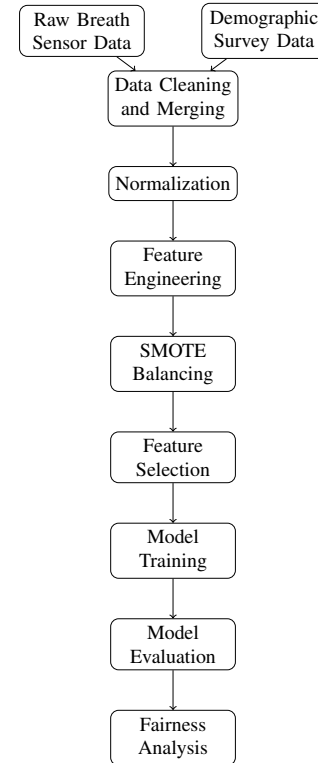 Raw Breath
Sensor Data
Demographic
Survey Data
Data Cleaning
and Merging
Normalization
Feature
Engineering
SMOTE
Balancing
Feature
Selection
Model
Training
Model
Evaluation
Fairness
Analysis